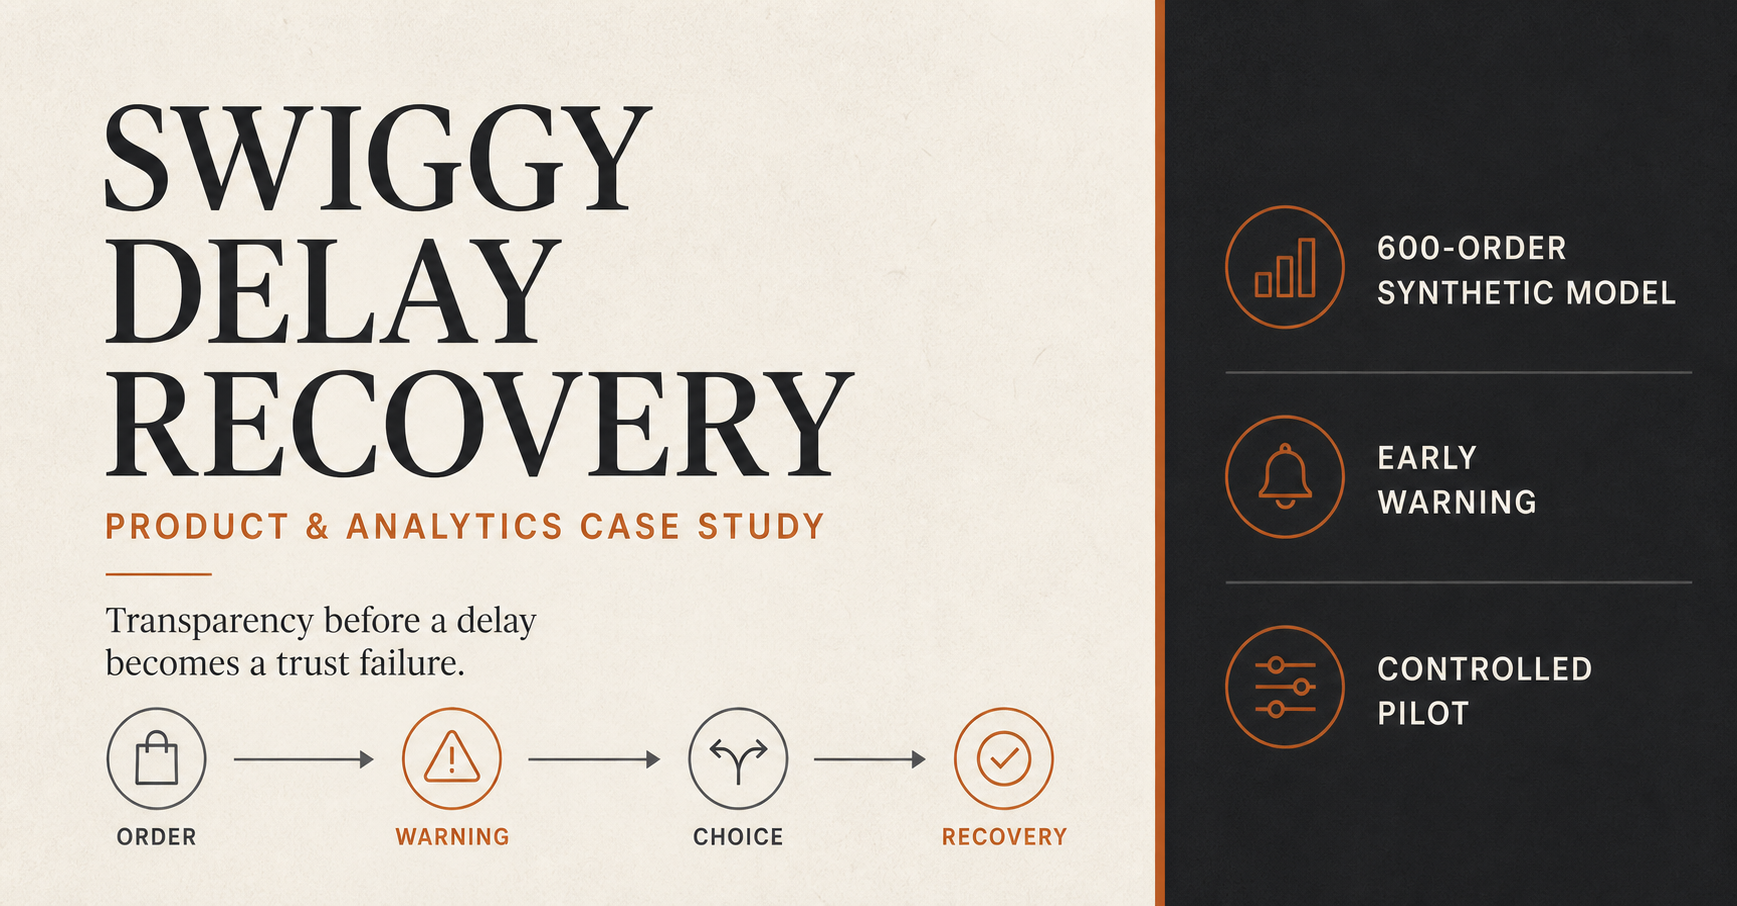 SWIGGY
DELAY
RECOVERY
PRODUCT & ANALYTICS CASE STUDY
Transparency before a delay
becomes a trust failure.
ORDER
WARNING
CHOICE
RECOVERY
600-ORDER
SYNTHETIC MODEL
EARLY
WARNING
CONTROLLED
PILOT